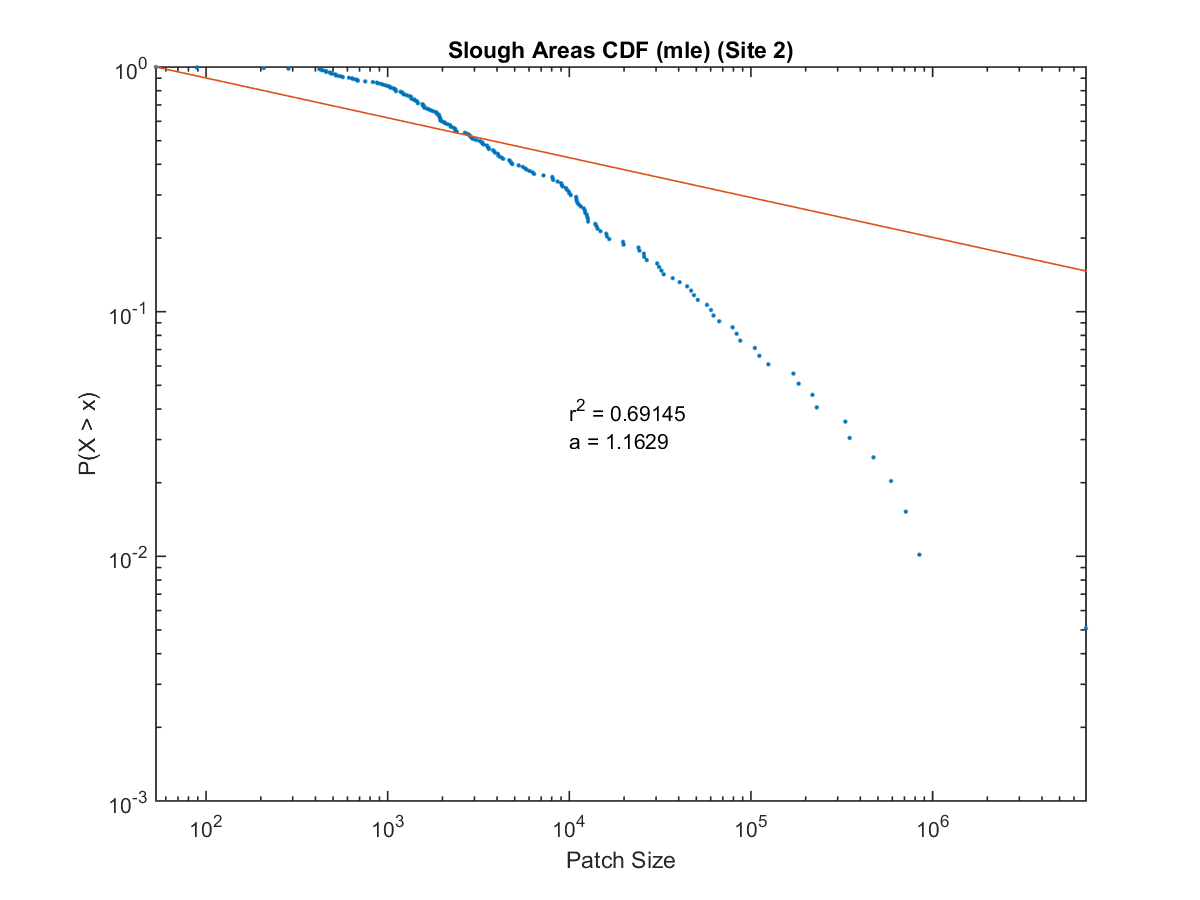 Slough Areas CDF (mle) (Site 2)
10^0
10^-1
10^-2
10^-3
P(X > x)
r^2 = 0.69145
a = 1.1629
10^2 10^3 10^4 10^5 10^6
Patch Size